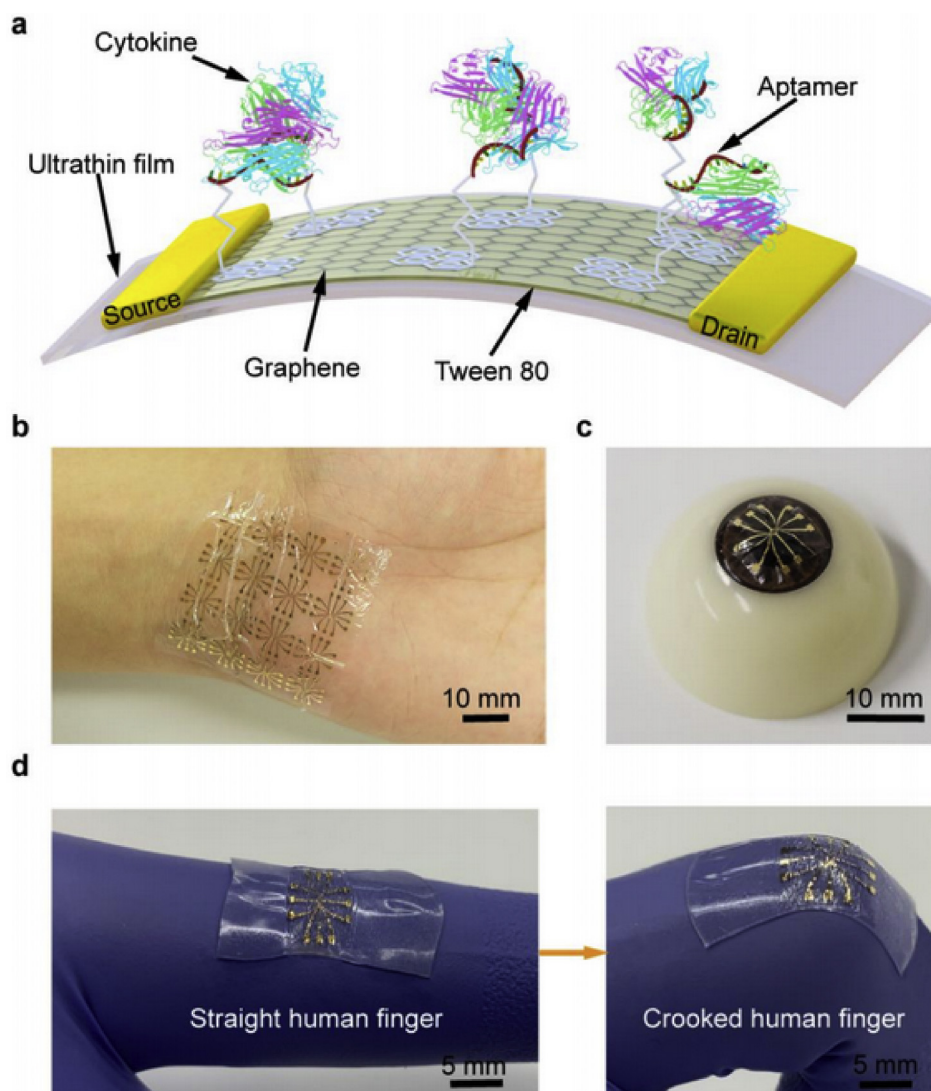 a
Cytokine
Aptamer
Ultrathin film
Source
Drain
Graphene
Tween 80
b
c
10 mm
10 mm
d
Straight human finger
Crooked human finger
5 mm
5 mm